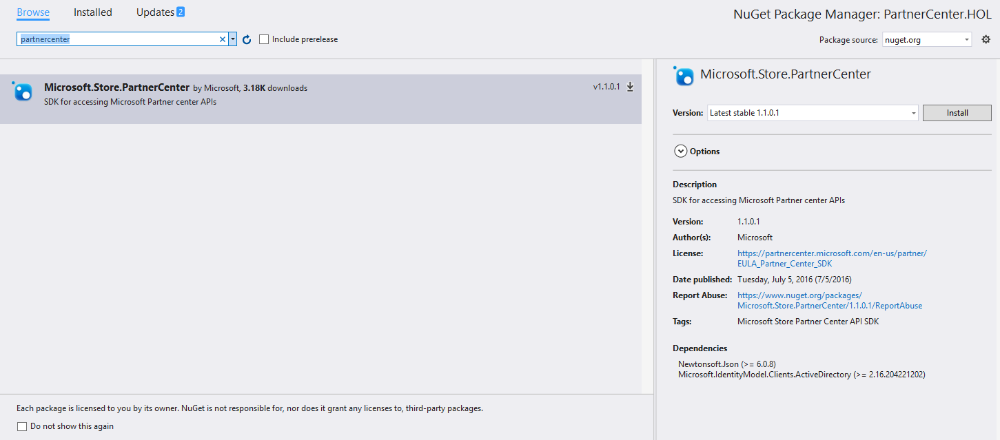 Browse Installed Updates 2
NuGet Package Manager: PartnerCenter.HOL
partnercenter
Include prerelease
Package source: nuget.org
Microsoft.Store.PartnerCenter by Microsoft, 3.18K downloads
v1.1.0.1
SDK for accessing Microsoft Partner center APIs
Microsoft.Store.PartnerCenter
Version: Latest stable 1.1.0.1 Install
Options
Description
SDK for accessing Microsoft Partner center APIs
Version: 1.1.0.1
Author(s): Microsoft
License: https://partnercenter.microsoft.com/en-us/partner/
EULA_Partner_Center_SDK
Date published: Tuesday, July 5, 2016 (7/5/2016)
Report Abuse: https://www.nuget.org/packages/
Microsoft.Store.PartnerCenter/1.1.0.1/ReportAbuse
Tags: Microsoft Store Partner Center API SDK
Dependencies
Newtonsoft.Json (>= 6.0.8)
Microsoft.IdentityModel.Clients.ActiveDirectory (>= 2.16.204221202)
Each package is licensed to you by its owner. NuGet is not responsible for, nor does it grant any licenses to, third-party packages.
Do not show this again